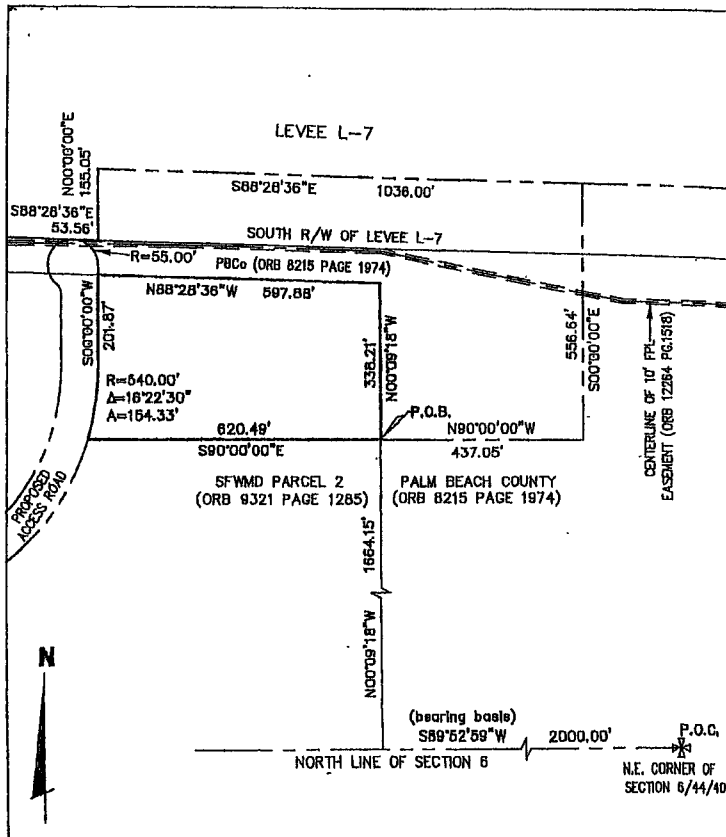 LEVEE L-7
N00°00'00"E
155.05'
S88°28'36"E
1036.00'
S88°28'36"E
53.56'
SOUTH R/W OF LEVEE L-7
R=55.00'
PBCo (ORB 8215 PAGE 1974)
N88°28'36"W
597.88'
S00°00'00"W
201.87'
N00°09'18"W
338.21'
556.64'
S00°00'00"E
CENTERLINE OF 10' FPL
EASEMENT (ORB 12264 PG.1518)
R=540.00'
Δ=16°22'30"
A=154.33'
P.O.B.
620.49'
S90°00'00"E
N90°00'00"W
437.05'
SFWMD PARCEL 2
(ORB 9321 PAGE 1285)
PALM BEACH COUNTY
(ORB 8215 PAGE 1974)
PROPOSED
ACCESS ROAD
1664.15'
N00°09'18"W
N
(bearing basis)
S89°52'59"W
2000.00'
P.O.C.
NORTH LINE OF SECTION 6
N.E. CORNER OF
SECTION 6/44/40